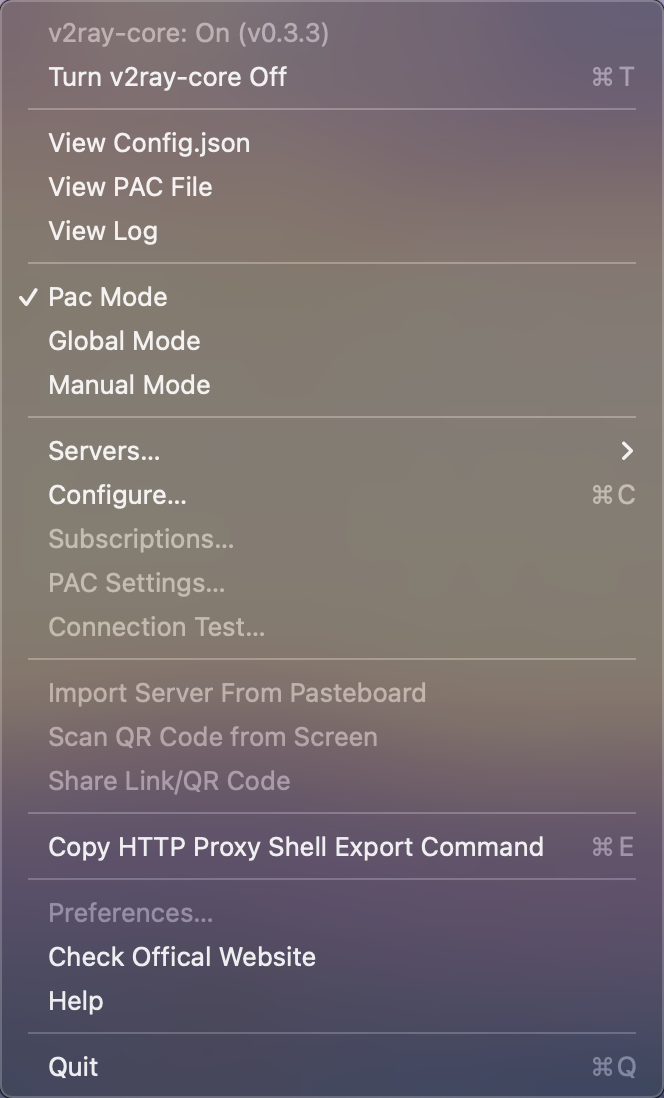 v2ray-core: On (v0.3.3)
Turn v2ray-core Off ⌘T
View Config.json
View PAC File
View Log
✓ Pac Mode
Global Mode
Manual Mode
Servers...
Configure... ⌘C
Subscriptions...
PAC Settings...
Connection Test...
Import Server From Pasteboard
Scan QR Code from Screen
Share Link/QR Code
Copy HTTP Proxy Shell Export Command ⌘E
Preferences...
Check Offical Website
Help
Quit ⌘Q